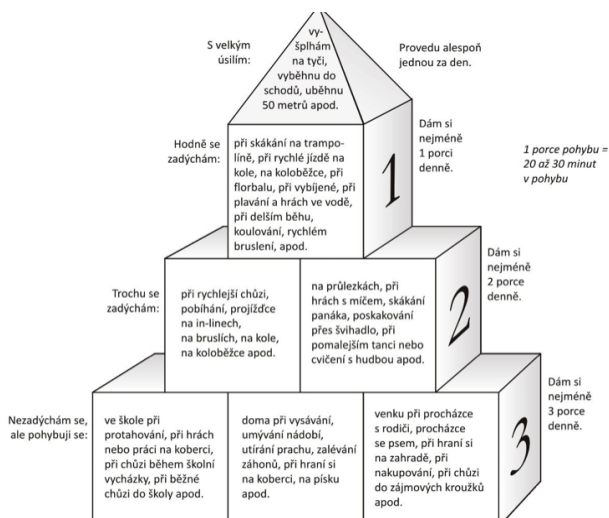 S velkým
úsilím:
vy-
šplhám
na tyči,
vyběhnu do
schodů, uběhnu
50 metrů apod.
Provedu alespoň
jednou za den.
Hodně se
zadýchám:
při skákání na trampo-
líně, při rychlé jízdě na
kole, na koloběžce, při
florbalu, při vybíjené, při
plavání a hrách ve vodě,
při delším běhu,
koulování, rychlém
bruslení, apod.
1
Dám si
nejméně
1 porci
denně.
1 porce pohybu =
20 až 30 minut
v pohybu
Trochu se
zadýchám:
při rychlejší chůzi,
pobíhání, projížďce
na in-linech,
na bruslích, na kole,
na koloběžce apod.
na průlezkách, při
hrách s míčem, skákání
panáka, poskakování
přes švihadlo, při
pomalejším tanci nebo
cvičení s hudbou apod.
2
Dám si
nejméně
2 porce
denně.
Nezadýchám se,
ale pohybuji se:
ve škole při
protahování, při hrách
nebo práci na koberci,
při chůzi během školní
vycházky, při běžné
chůzi do školy apod.
doma při vysávání,
umývání nádobí,
utírání prachu, zalévání
záhonů, při hraní si
na koberci, na písku
apod.
venku při procházce
s rodiči, procházce
se psem, při hraní si
na zahradě, při
nakupování, při chůzi
do zájmových kroužků
apod.
3
Dám si
nejméně
3 porce
denně.